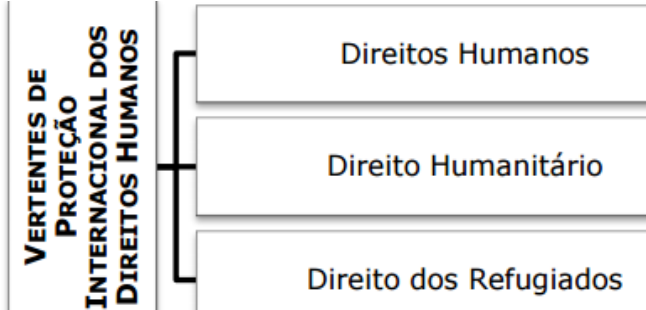 VERTENTES DE
PROTEÇÃO
INTERNACIONAL DOS
DIREITOS HUMANOS
Direitos Humanos
Direito Humanitário
Direito dos Refugiados